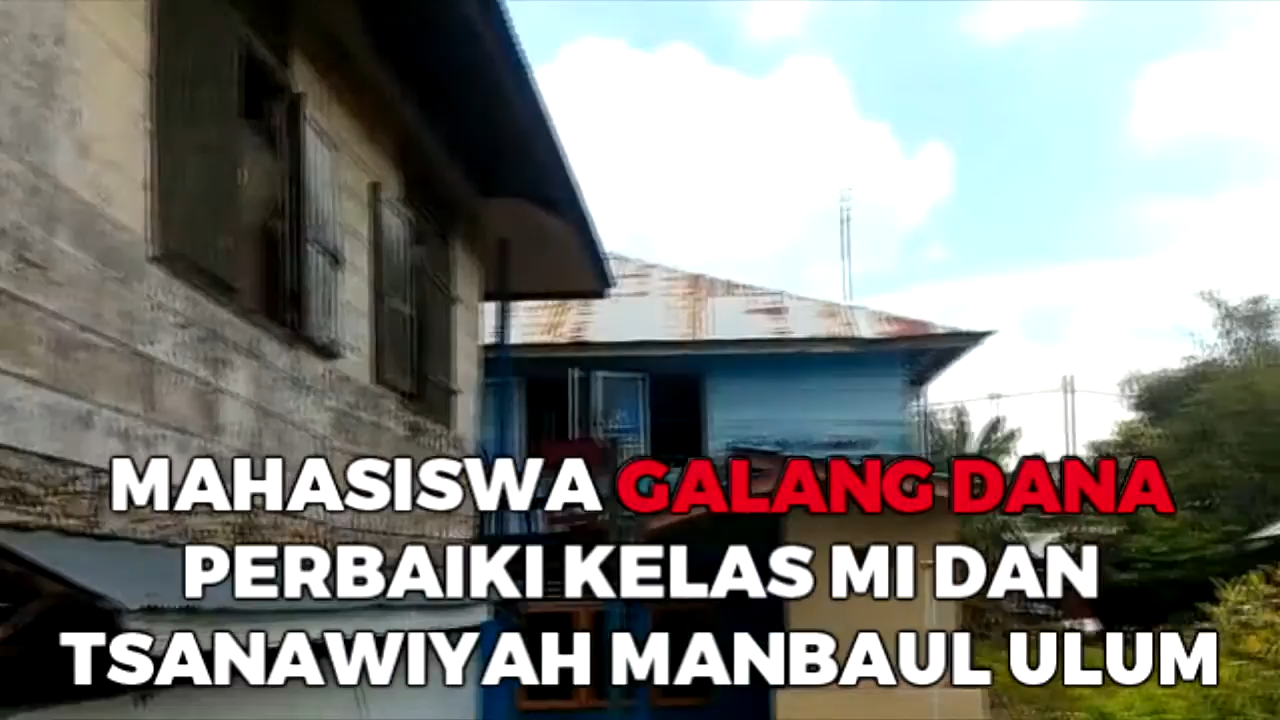 MAHASISWA GALANG DANA
PERBAIKI KELAS MI DAN
TSANAWIYAH MANBAUL ULUM